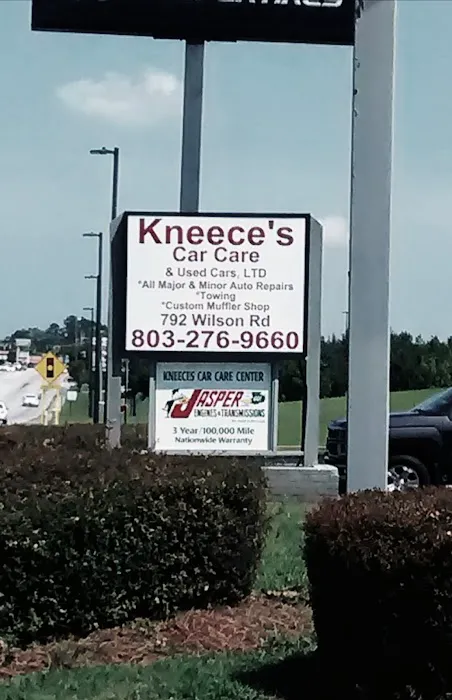 Kneece's
Car Care
& Used Cars, LTD
*All Major & Minor Auto Repairs
*Towing
*Custom Muffler Shop
792 Wilson Rd
803-276-9660
KNEECES CAR CARE CENTER
JASPER
ENGINES & TRANSMISSIONS
3 Year/100,000 Mile
Nationwide Warranty